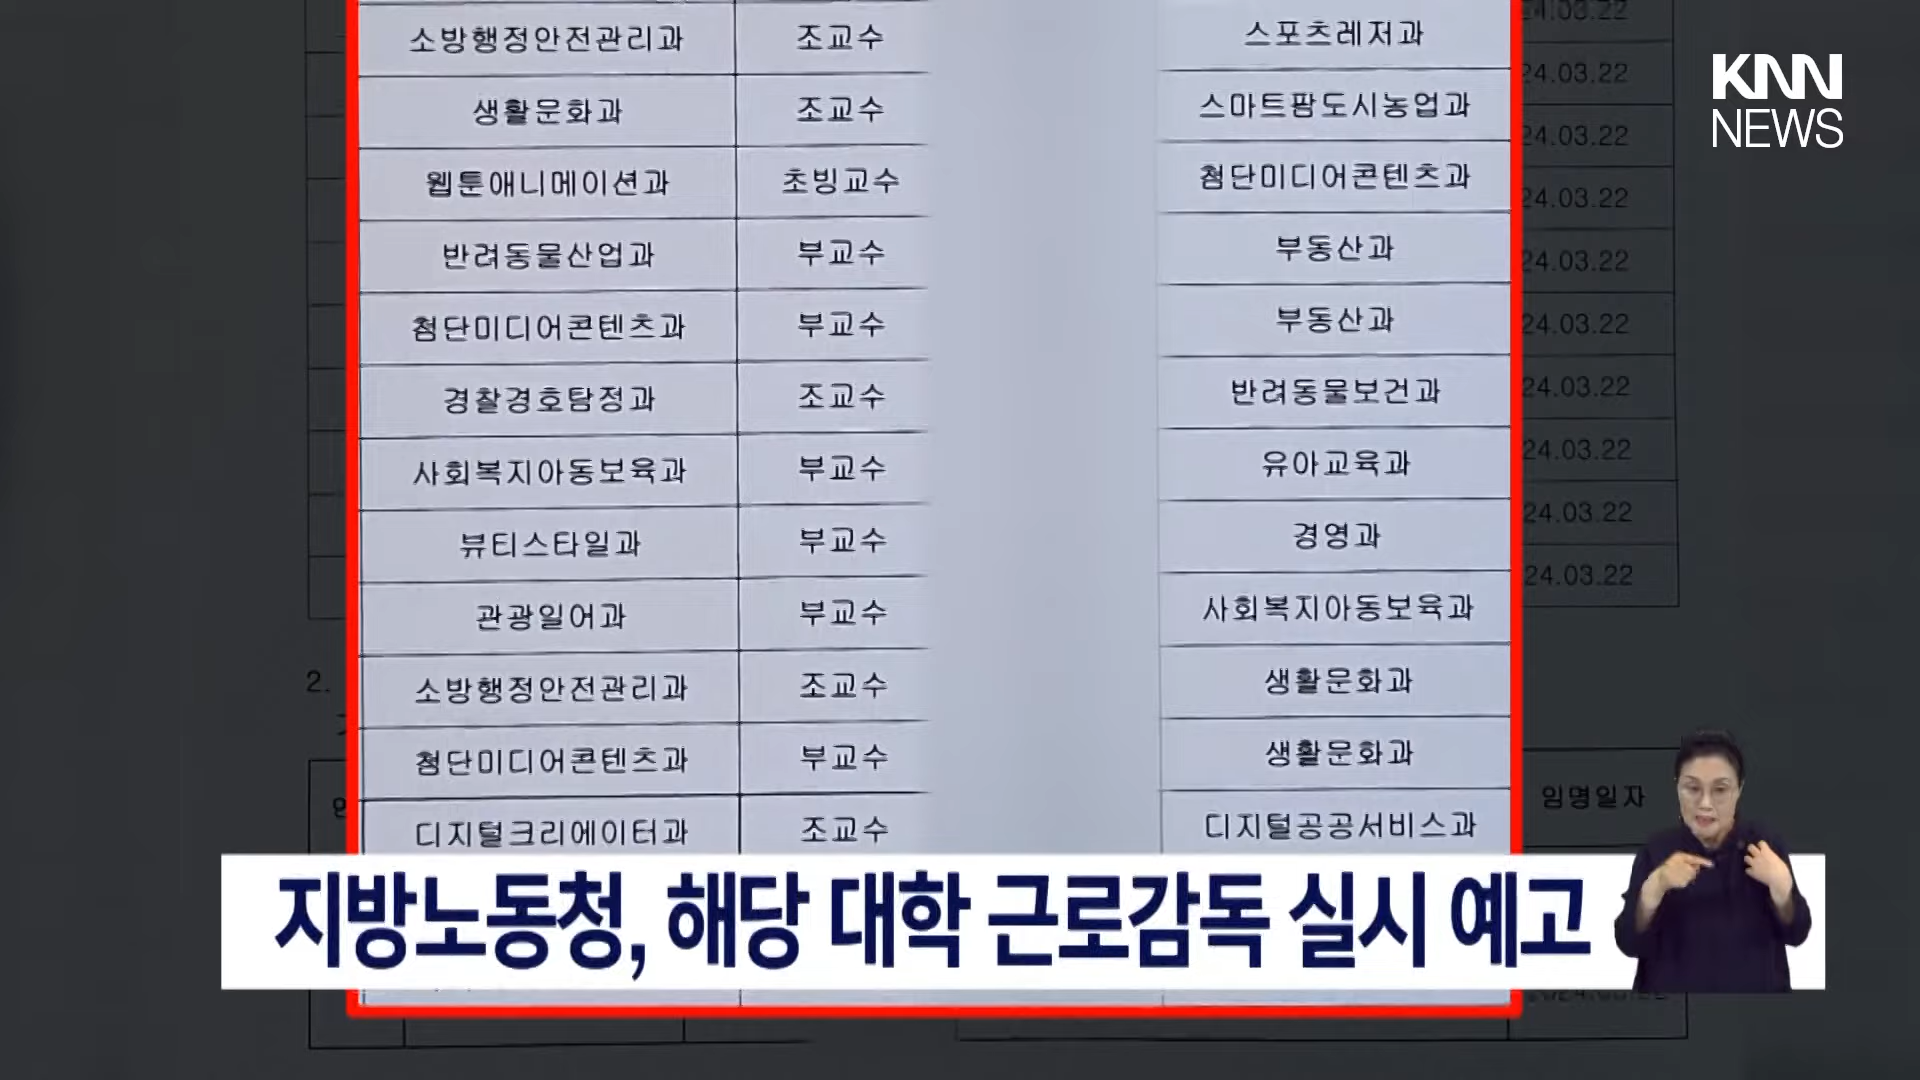 24.03.22
소방행정안전관리과 조교수 스포츠레저과
24.03.22
KNN
NEWS
생활문화과 조교수 스마트팜도시농업과
24.03.22
웹툰애니메이션과 초빙교수 첨단미디어콘텐츠과
24.03.22
반려동물산업과 부교수 부동산과
24.03.22
첨단미디어콘텐츠과 부교수 부동산과
24.03.22
경찰경호탐정과 조교수 반려동물보건과
24.03.22
사회복지아동보육과 부교수 유아교육과
24.03.22
뷰티스타일과 부교수 경영과
24.03.22
관광일어과 부교수 사회복지아동보육과
24.03.22
2.
소방행정안전관리과 조교수 생활문화과
첨단미디어콘텐츠과 부교수 생활문화과
임명일자
디지털크리에이터과 조교수 디지털공공서비스과
지방노동청, 해당 대학 근로감독 실시 예고